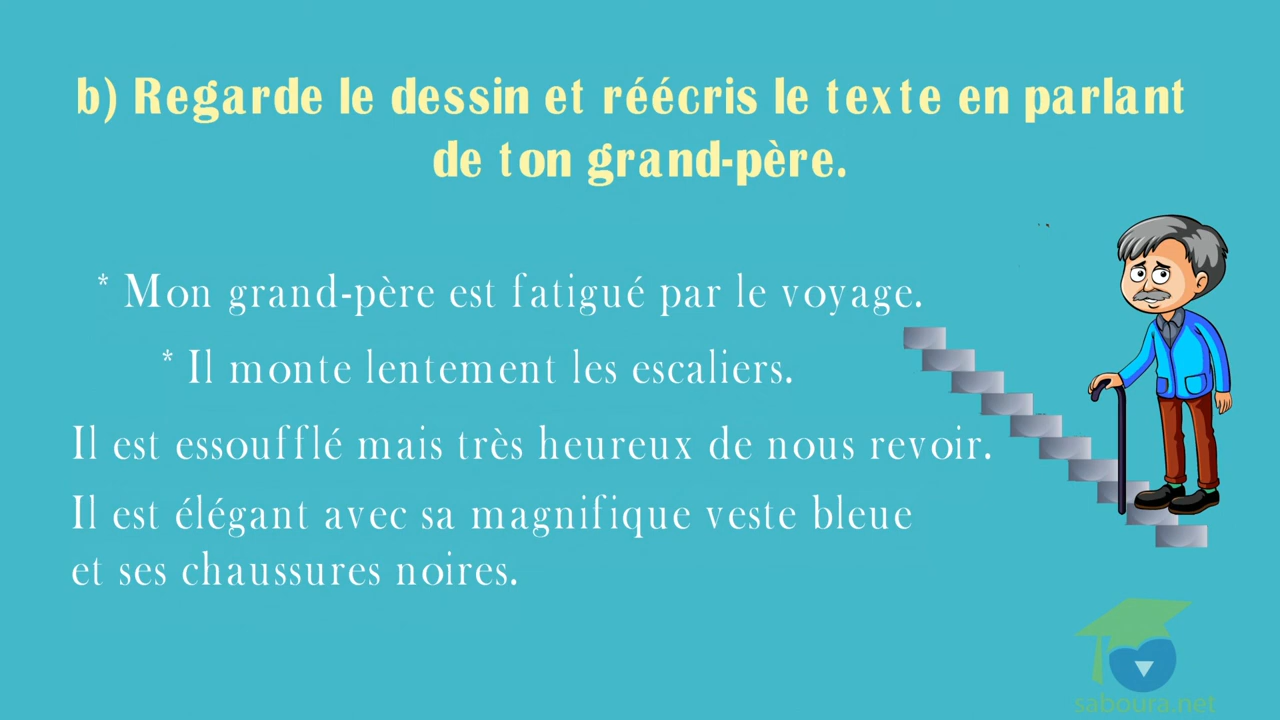 b) Regarde le dessin et réécris le texte en parlant
de ton grand-père.
* Mon grand-père est fatigué par le voyage.
* Il monte lentement les escaliers.
Il est essoufflé mais très heureux de nous revoir.
Il est élégant avec sa magnifique veste bleue
et ses chaussures noires.
saboura.net